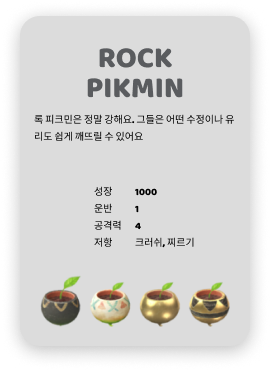 ROCK
PIKMIN
록 피크민은 정말 강해요. 그들은 어떤 수정이나 유
리도 쉽게 깨뜨릴 수 있어요
성장 1000
운반 1
공격력 4
저항 크러쉬, 찌르기